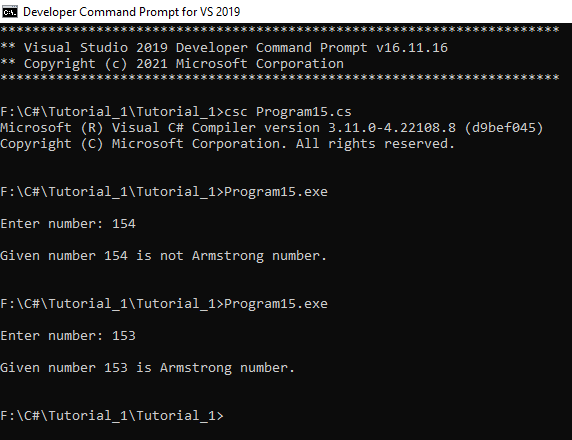 Developer Command Prompt for VS 2019
**********************************************************************
** Visual Studio 2019 Developer Command Prompt v16.11.16
** Copyright (c) 2021 Microsoft Corporation
**********************************************************************
F:\C#\Tutorial_1\Tutorial_1>csc Program15.cs
Microsoft (R) Visual C# Compiler version 3.11.0-4.22108.8 (d9bef045)
Copyright (C) Microsoft Corporation. All rights reserved.
F:\C#\Tutorial_1\Tutorial_1>Program15.exe
Enter number: 154
Given number 154 is not Armstrong number.
F:\C#\Tutorial_1\Tutorial_1>Program15.exe
Enter number: 153
Given number 153 is Armstrong number.
F:\C#\Tutorial_1\Tutorial_1>